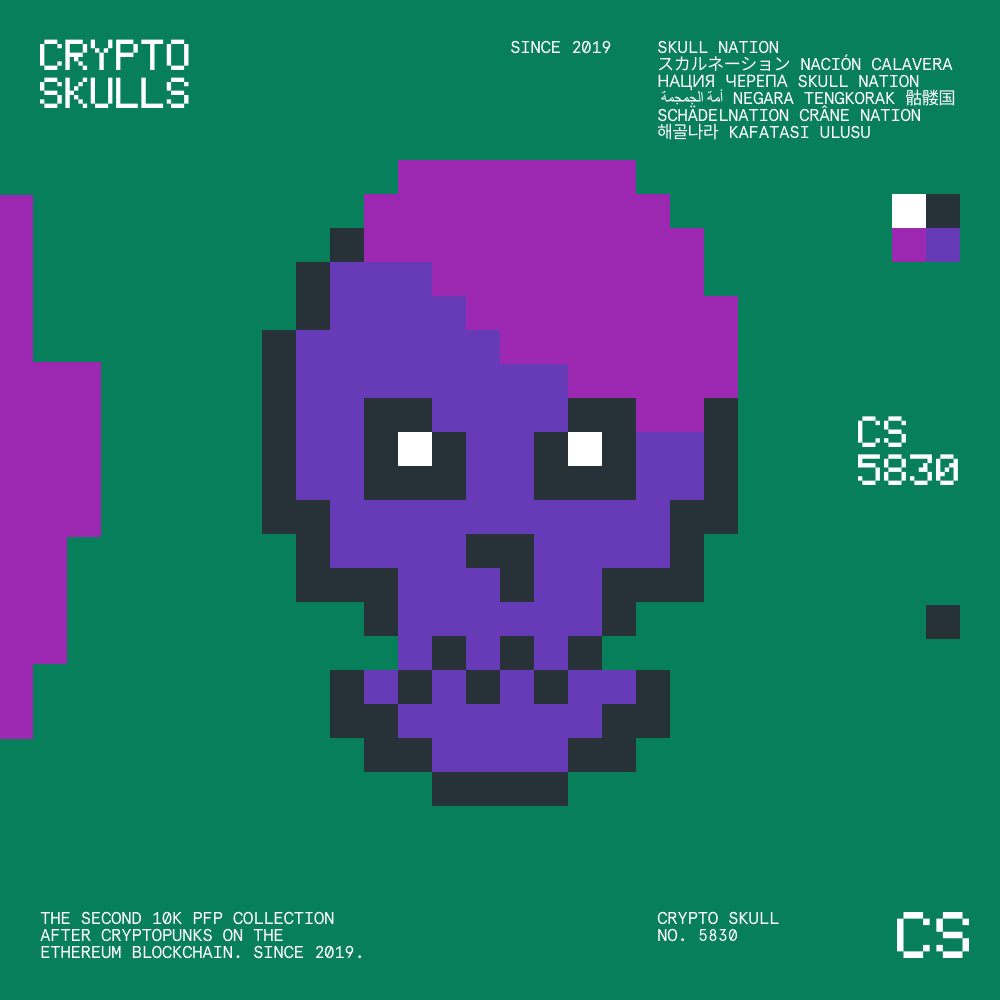 CRYPTO
SKULLS
SINCE 2019
SKULL NATION
スカルネーション NACIÓN CALAVERA
НАЦИЯ ЧЕРЕПА SKULL NATION
أمة الجمجمة NEGARA TENGKORAK 骷髅国
SCHÄDELNATION CRÂNE NATION
해골나라 KAFATASI ULUSU
CS
5830
THE SECOND 10K PFP COLLECTION
AFTER CRYPTOPUNKS ON THE
ETHEREUM BLOCKCHAIN. SINCE 2019.
CRYPTO SKULL
NO. 5830
CS